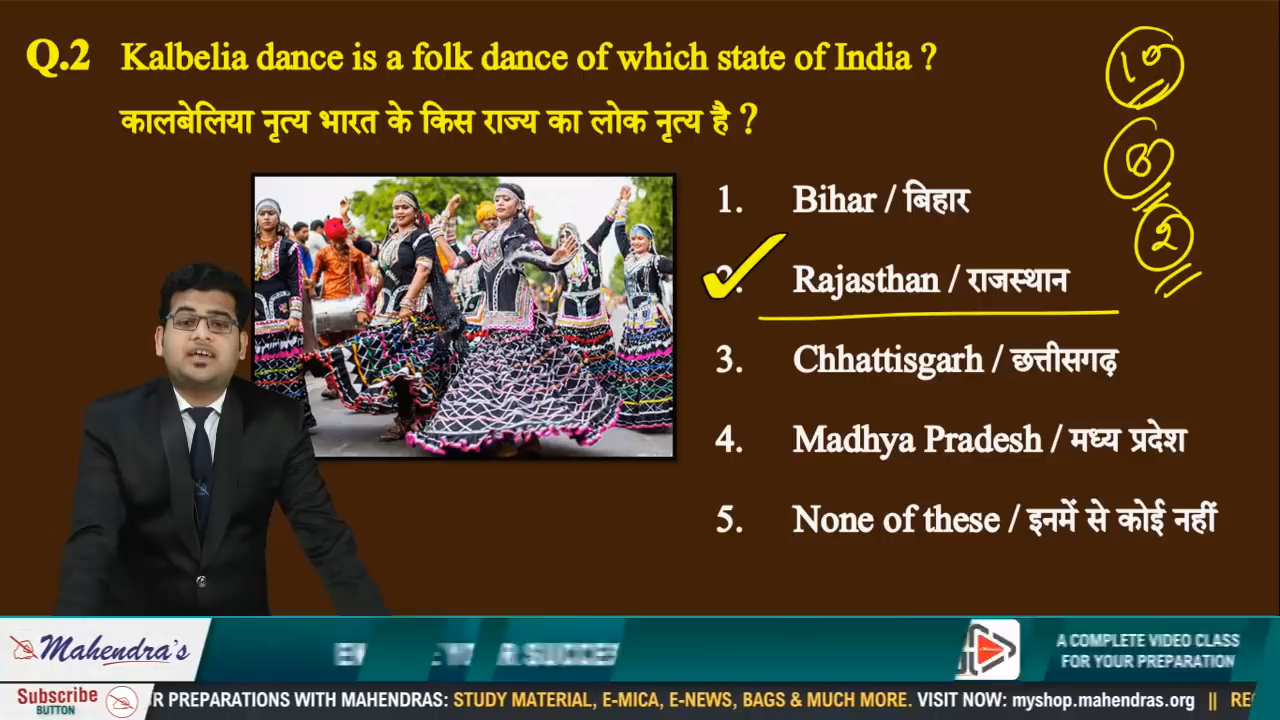 Q.2 Kalbelia dance is a folk dance of which state of India ?
कालबेलिया नृत्य भारत के किस राज्य का लोक नृत्य है ?
1. Bihar / बिहार
2. Rajasthan / राजस्थान
3. Chhattisgarh / छत्तीसगढ़
4. Madhya Pradesh / मध्य प्रदेश
5. None of these / इनमें से कोई नहीं
Mahendra's
A COMPLETE VIDEO CLASS
FOR YOUR PREPARATION
Subscribe
BUTTON
R PREPARATIONS WITH MAHENDRAS: STUDY MATERIAL, E-MICA, E-NEWS, BAGS & MUCH MORE. VISIT NOW: myshop.mahendras.org || RE